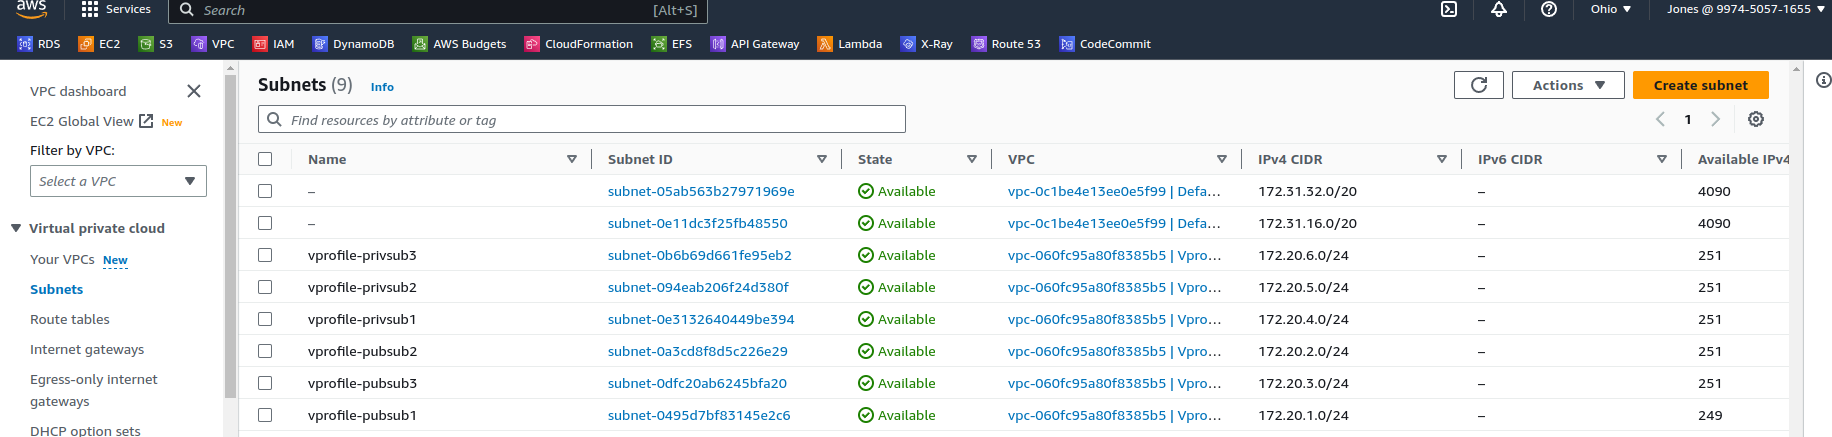 aws Services Search [Alt+S] Ohio Jones @ 9974-5057-1655
RDS EC2 S3 VPC IAM DynamoDB AWS Budgets CloudFormation EFS API Gateway Lambda X-Ray Route 53 CodeCommit
VPC dashboard
EC2 Global View New
Filter by VPC:
Select a VPC
Virtual private cloud
Your VPCs New
Subnets
Route tables
Internet gateways
Egress-only internet
gateways
DHCP option sets
Subnets (9) Info Actions Create subnet
Find resources by attribute or tag 1
Name Subnet ID State VPC IPv4 CIDR IPv6 CIDR Available IPv4
– subnet-05ab563b27971969e Available vpc-0c1be4e13ee0e5f99 | Defa... 172.31.32.0/20 – 4090
– subnet-0e11dc3f25fb48550 Available vpc-0c1be4e13ee0e5f99 | Defa... 172.31.16.0/20 – 4090
vprofile-privsub3 subnet-0b6b69d661fe95eb2 Available vpc-060fc95a80f8385b5 | Vpro... 172.20.6.0/24 – 251
vprofile-privsub2 subnet-094eab206f24d380f Available vpc-060fc95a80f8385b5 | Vpro... 172.20.5.0/24 – 251
vprofile-privsub1 subnet-0e3132640449be394 Available vpc-060fc95a80f8385b5 | Vpro... 172.20.4.0/24 – 251
vprofile-pubsub2 subnet-0a3cd8f8d5c226e29 Available vpc-060fc95a80f8385b5 | Vpro... 172.20.2.0/24 – 251
vprofile-pubsub3 subnet-0dfc20ab6245bfa20 Available vpc-060fc95a80f8385b5 | Vpro... 172.20.3.0/24 – 251
vprofile-pubsub1 subnet-0495d7bf83145e2c6 Available vpc-060fc95a80f8385b5 | Vpro... 172.20.1.0/24 – 249